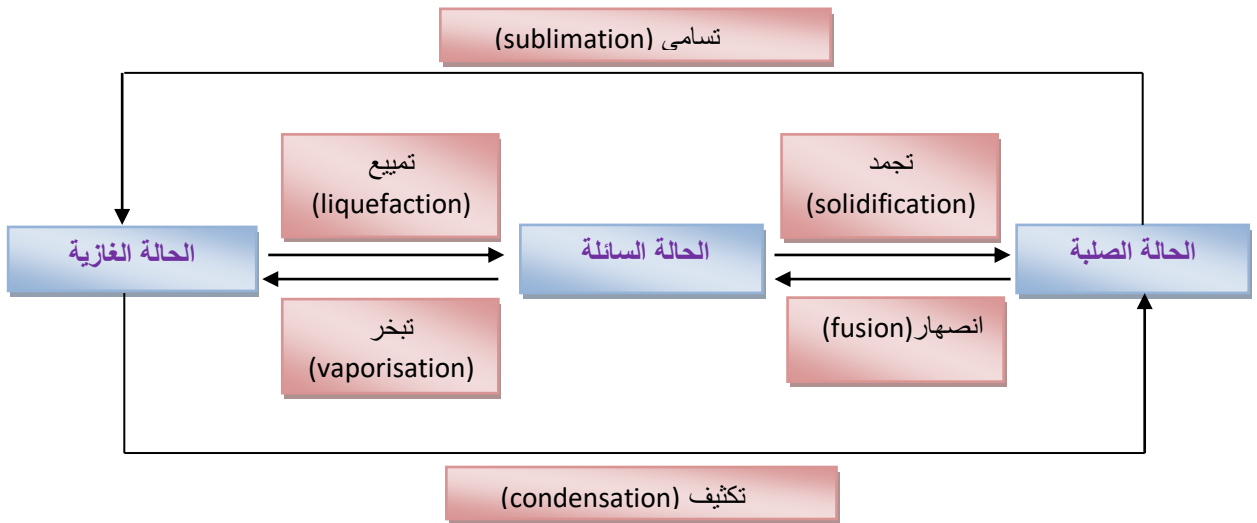 تسامى (sublimation)
تجمد
(solidification)
تمييع
(liquefaction)
الحالة الصلبة
الحالة السائلة
الحالة الغازية
انصهار(fusion)
تبخر
(vaporisation)
تكثيف (condensation)